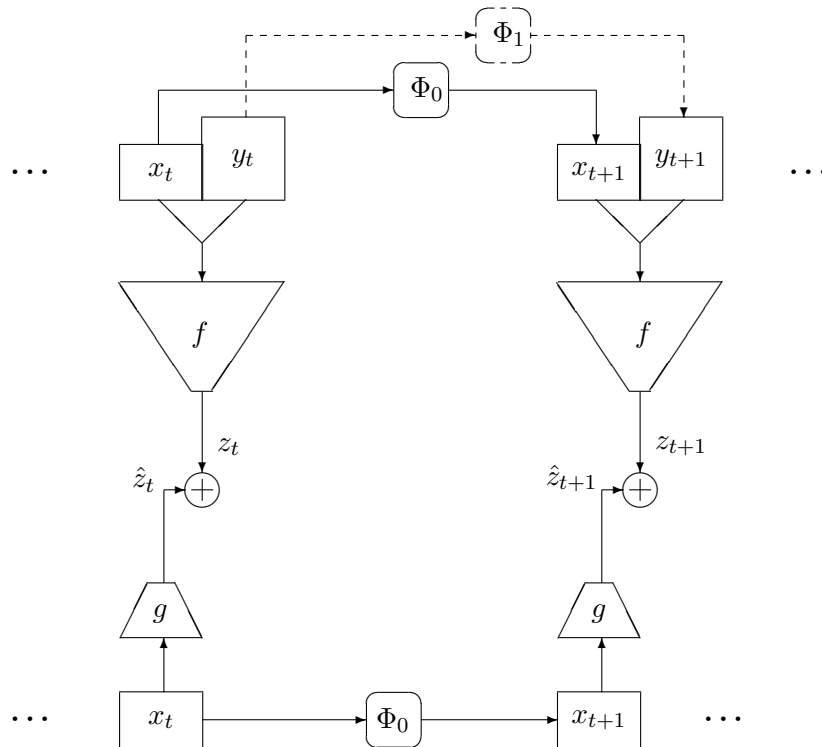 Φ₁
Φ₀
... xₜ yₜ xₜ₊₁ yₜ₊₁ ...
f f
zₜ zₜ₊₁
ẑₜ ẑₜ₊₁
+ +
g g
... xₜ Φ₀ xₜ₊₁ ...